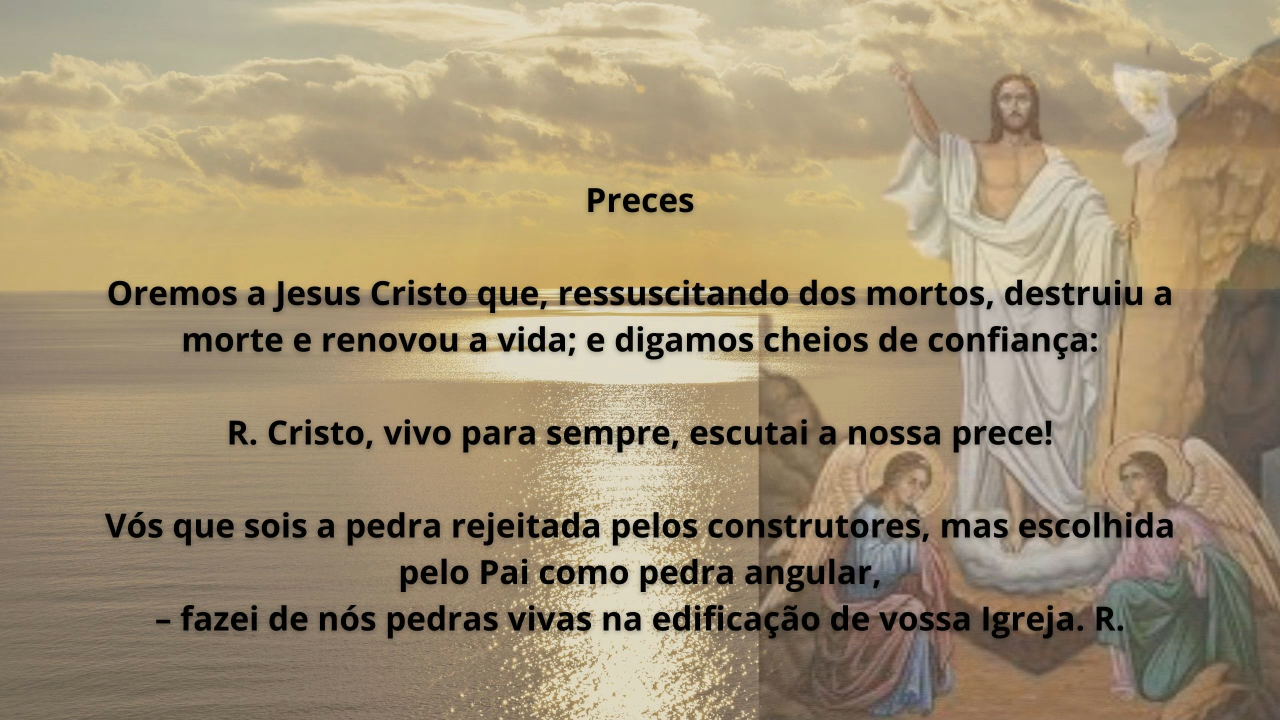 Preces
Oremos a Jesus Cristo que, ressuscitando dos mortos, destruiu a
morte e renovou a vida; e digamos cheios de confiança:
R. Cristo, vivo para sempre, escutai a nossa prece!
Vós que sois a pedra rejeitada pelos construtores, mas escolhida
pelo Pai como pedra angular,
– fazei de nós pedras vivas na edificação de vossa Igreja. R.